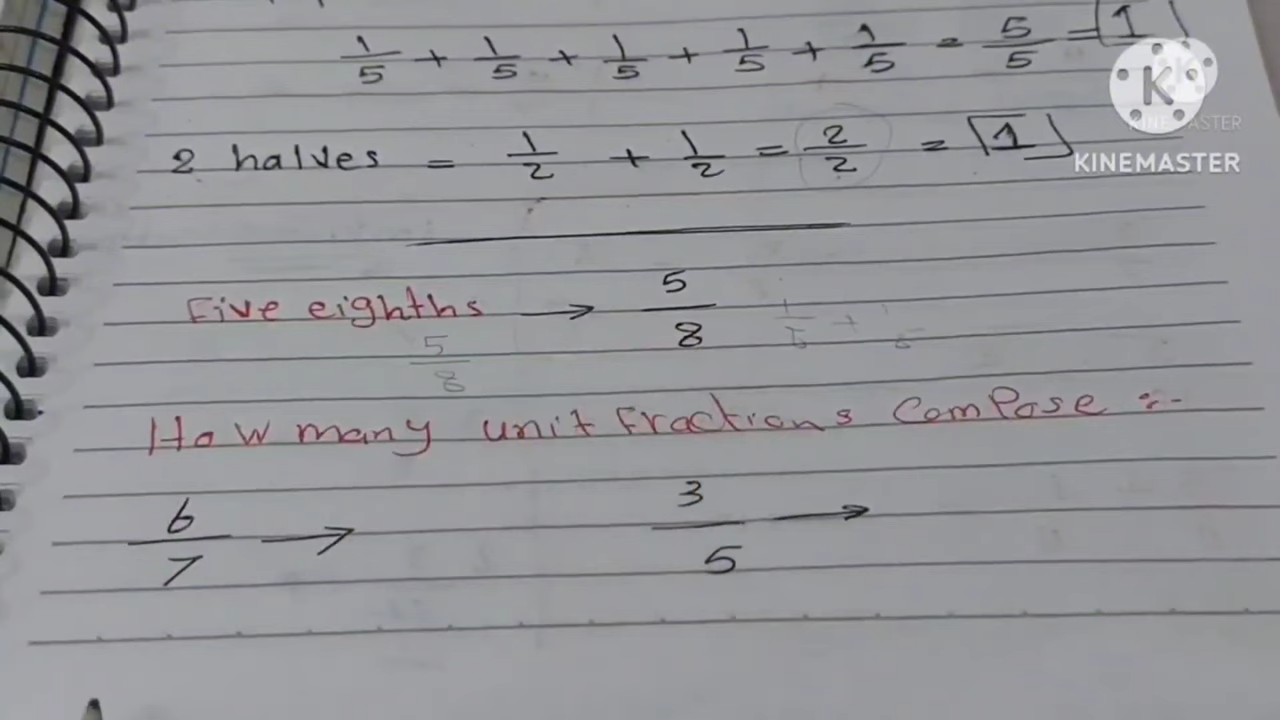 1/5 + 1/5 + 1/5 + 1/5 + 1/5 = 5/5 = 1
2 halves = 1/2 + 1/2 = 2/2 = 1
KINEMASTER
Five eighths → 5/8
5/8
How many unit fractions compose :-
6/7 → 3/5 →